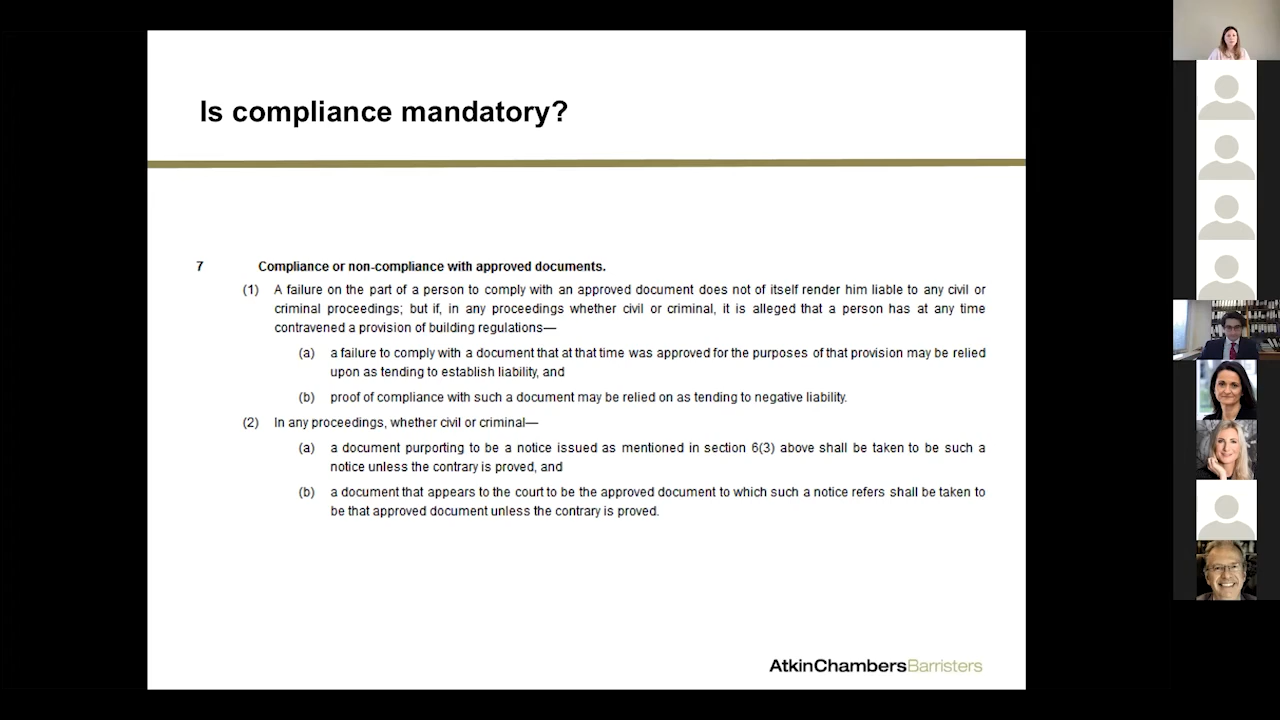 Is compliance mandatory?
7 Compliance or non-compliance with approved documents.
(1) A failure on the part of a person to comply with an approved document does not of itself render him liable to any civil or
criminal proceedings; but if, in any proceedings whether civil or criminal, it is alleged that a person has at any time
contravened a provision of building regulations—
(a) a failure to comply with a document that at that time was approved for the purposes of that provision may be relied
upon as tending to establish liability, and
(b) proof of compliance with such a document may be relied on as tending to negative liability.
(2) In any proceedings, whether civil or criminal—
(a) a document purporting to be a notice issued as mentioned in section 6(3) above shall be taken to be such a
notice unless the contrary is proved, and
(b) a document that appears to the court to be the approved document to which such a notice refers shall be taken to
be that approved document unless the contrary is proved.
AtkinChambersBarristers